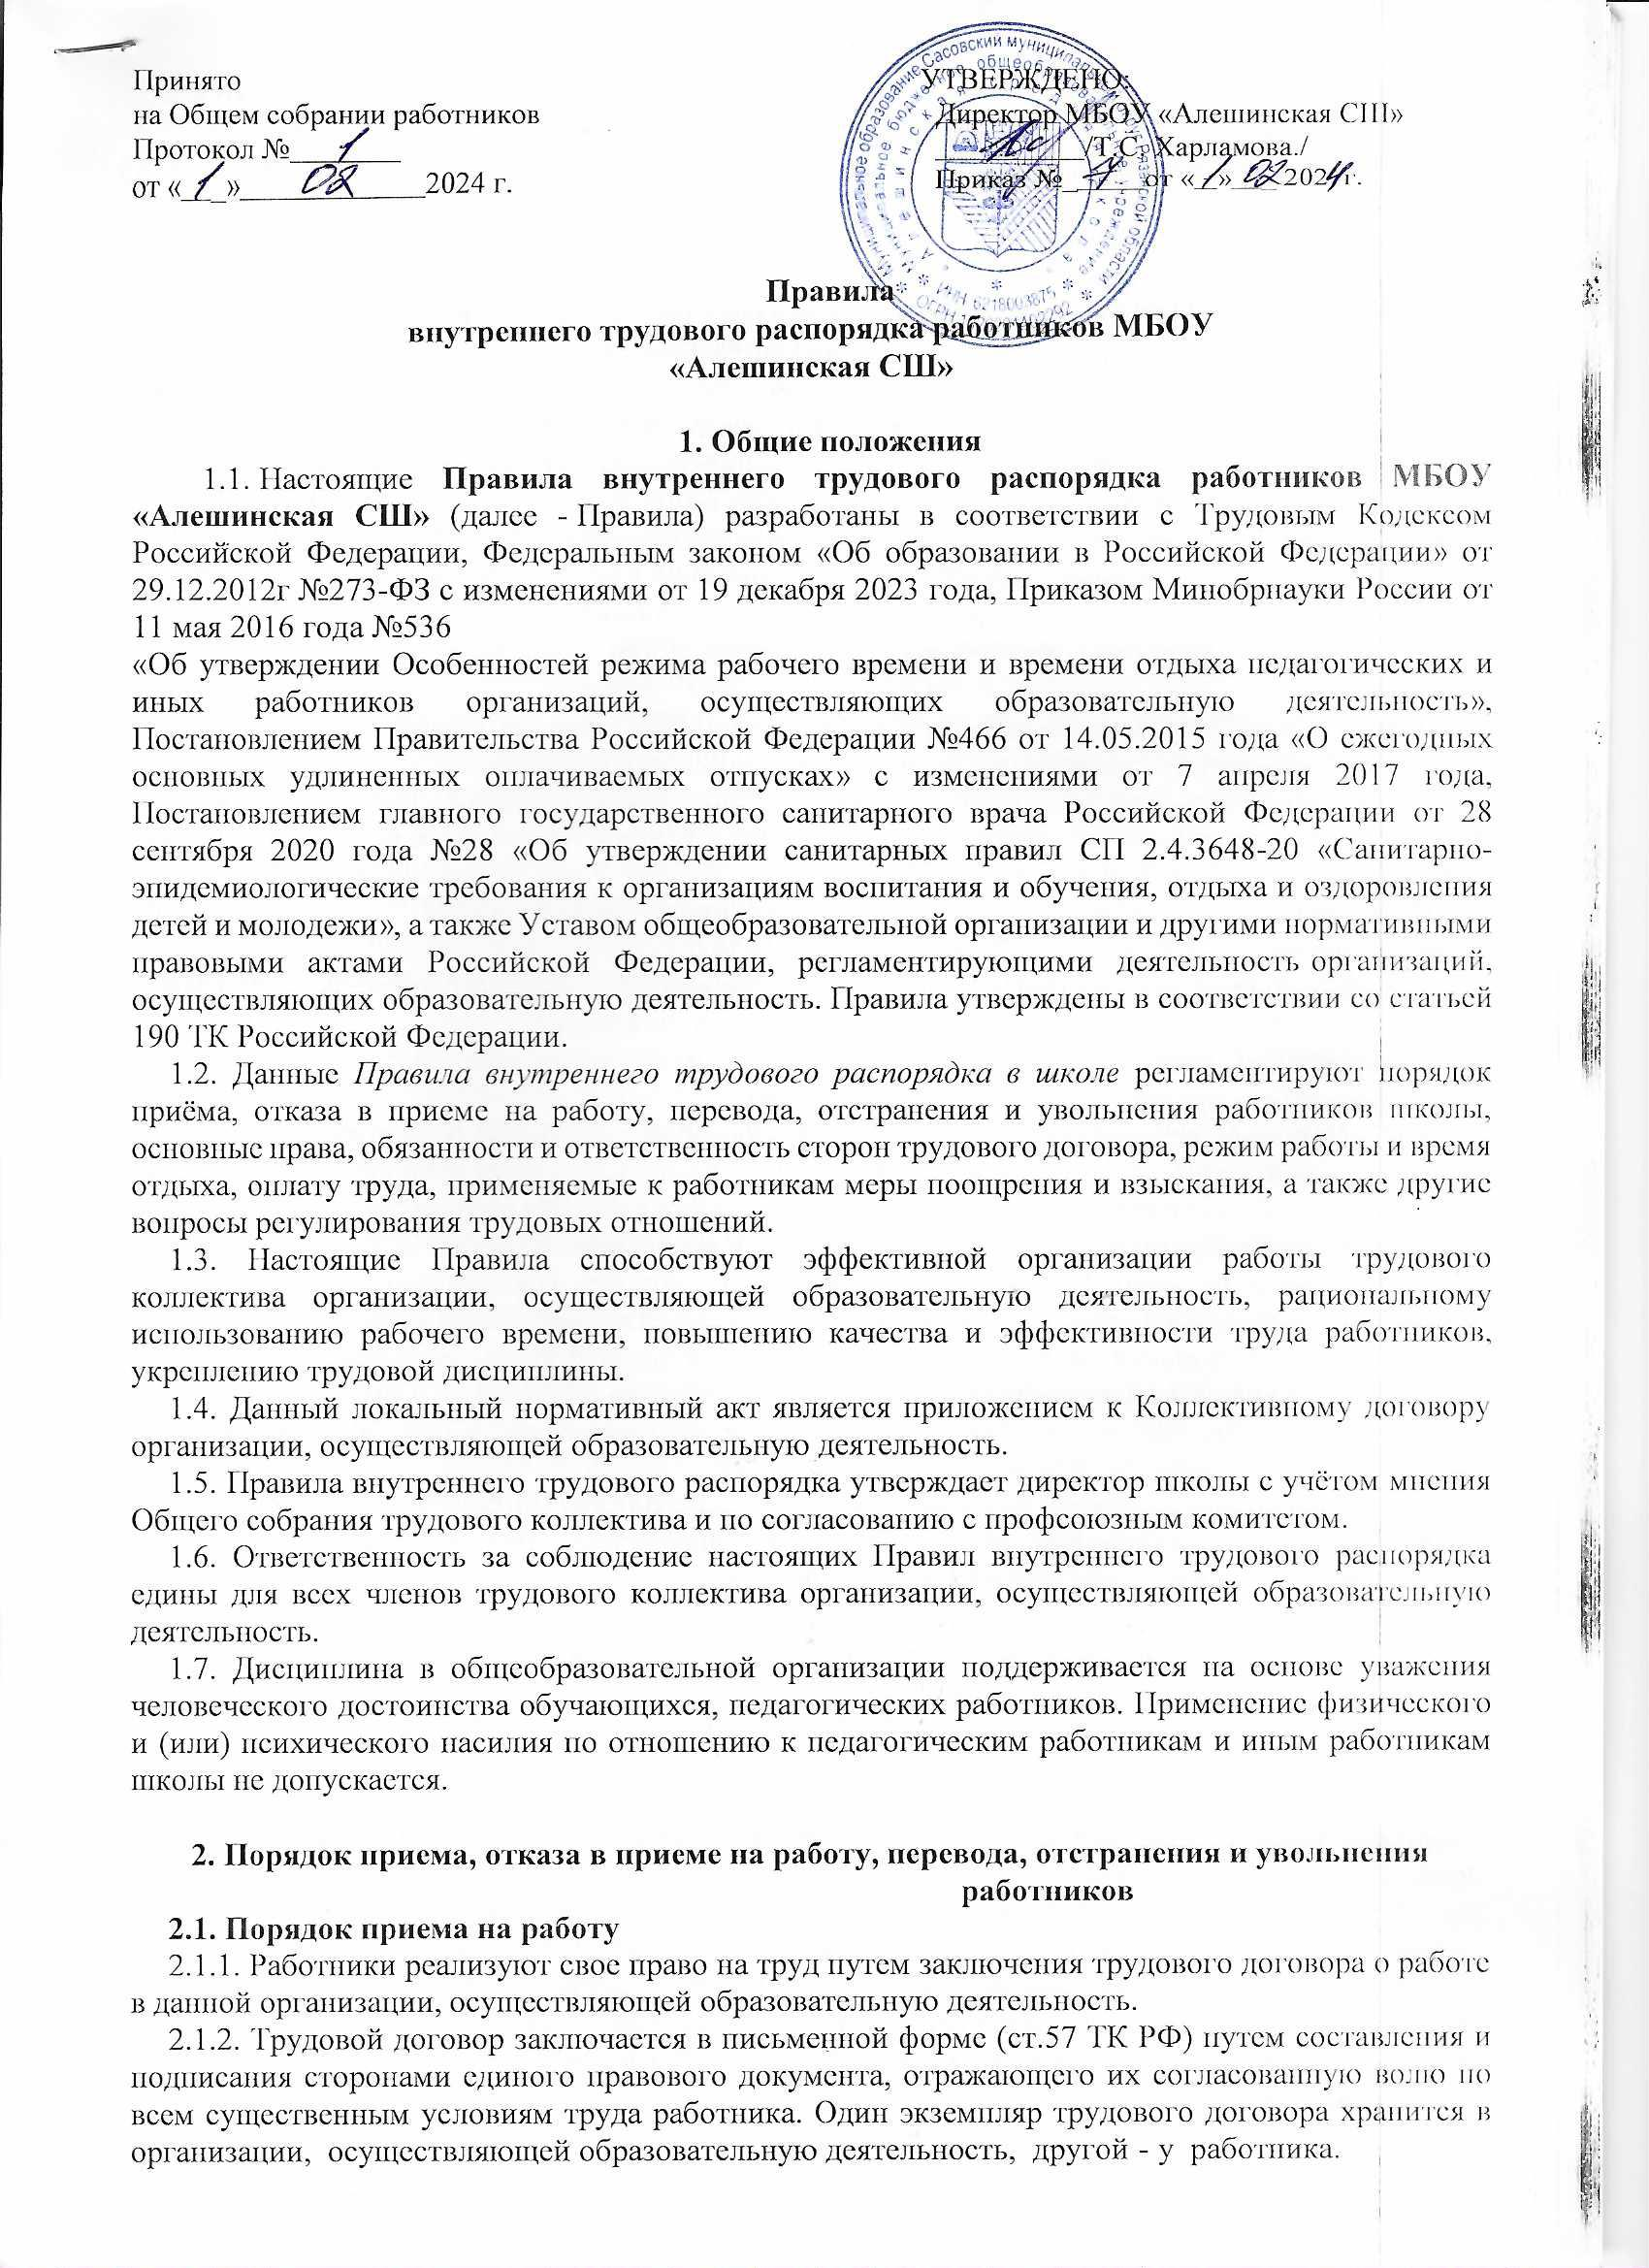 Принято
на Общем собрании работников
Протокол № 1
от «1» 02 2024 г.
УТВЕРЖДЕНО:
Директор МБОУ «Алешинская СШ»
/Т.С. Харламова./
Приказ № 7 от «1» 02 2024 г.
Правила
внутреннего трудового распорядка работников МБОУ
«Алешинская СШ»
1. Общие положения
1.1. Настоящие Правила внутреннего трудового распорядка работников МБОУ
«Алешинская СШ» (далее - Правила) разработаны в соответствии с Трудовым Кодексом
Российской Федерации, Федеральным законом «Об образовании в Российской Федерации» от
29.12.2012г №273-ФЗ с изменениями от 19 декабря 2023 года, Приказом Минобрнауки России от
11 мая 2016 года №536
«Об утверждении Особенностей режима рабочего времени и времени отдыха педагогических и
иных работников организаций, осуществляющих образовательную деятельность»,
Постановлением Правительства Российской Федерации №466 от 14.05.2015 года «О ежегодных
основных удлиненных оплачиваемых отпусках» с изменениями от 7 апреля 2017 года,
Постановлением главного государственного санитарного врача Российской Федерации от 28
сентября 2020 года №28 «Об утверждении санитарных правил СП 2.4.3648-20 «Санитарно-
эпидемиологические требования к организациям воспитания и обучения, отдыха и оздоровления
детей и молодежи», а также Уставом общеобразовательной организации и другими нормативными
правовыми актами Российской Федерации, регламентирующими деятельность организаций,
осуществляющих образовательную деятельность. Правила утверждены в соответствии со статьей
190 ТК Российской Федерации.
1.2. Данные Правила внутреннего трудового распорядка в школе регламентируют порядок
приёма, отказа в приеме на работу, перевода, отстранения и увольнения работников школы,
основные права, обязанности и ответственность сторон трудового договора, режим работы и время
отдыха, оплату труда, применяемые к работникам меры поощрения и взыскания, а также другие
вопросы регулирования трудовых отношений.
1.3. Настоящие Правила способствуют эффективной организации работы трудового
коллектива организации, осуществляющей образовательную деятельность, рациональному
использованию рабочего времени, повышению качества и эффективности труда работников,
укреплению трудовой дисциплины.
1.4. Данный локальный нормативный акт является приложением к Коллективному договору
организации, осуществляющей образовательную деятельность.
1.5. Правила внутреннего трудового распорядка утверждает директор школы с учётом мнения
Общего собрания трудового коллектива и по согласованию с профсоюзным комитетом.
1.6. Ответственность за соблюдение настоящих Правил внутреннего трудового распорядка
едины для всех членов трудового коллектива организации, осуществляющей образовательную
деятельность.
1.7. Дисциплина в общеобразовательной организации поддерживается на основе уважения
человеческого достоинства обучающихся, педагогических работников. Применение физического
и (или) психического насилия по отношению к педагогическим работникам и иным работникам
школы не допускается.
2. Порядок приема, отказа в приеме на работу, перевода, отстранения и увольнения
работников
2.1. Порядок приема на работу
2.1.1. Работники реализуют свое право на труд путем заключения трудового договора о работе
в данной организации, осуществляющей образовательную деятельность.
2.1.2. Трудовой договор заключается в письменной форме (ст.57 ТК РФ) путем составления и
подписания сторонами единого правового документа, отражающего их согласованную волю по
всем существенным условиям труда работника. Один экземпляр трудового договора хранится в
организации, осуществляющей образовательную деятельность, другой - у работника.